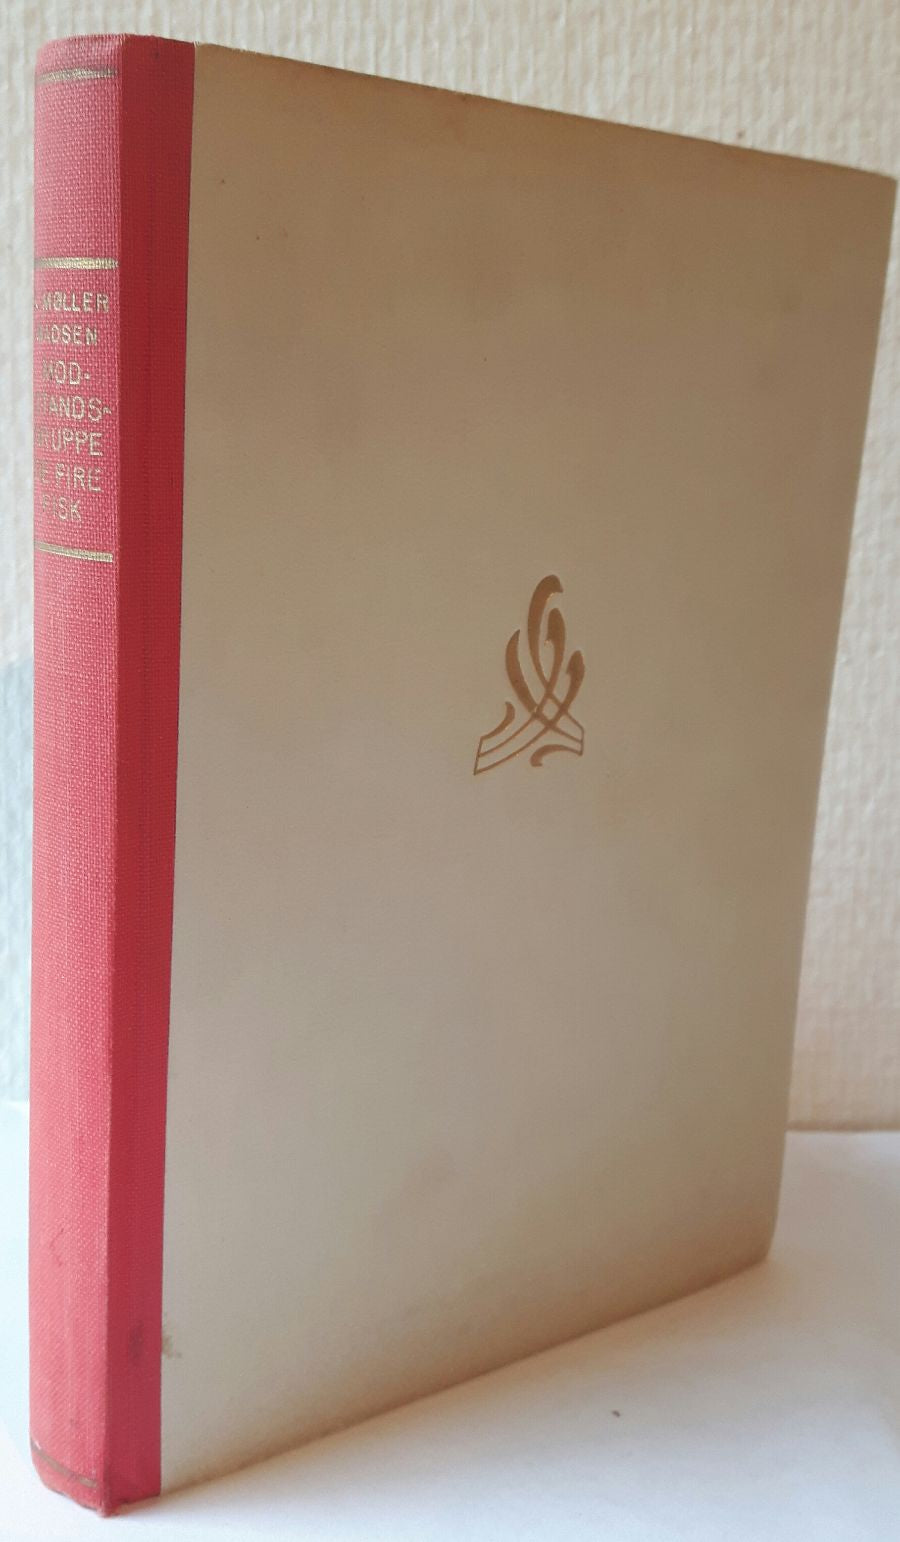 MØLLER
MADSEN
MOD-
STANDS-
GRUPPE
DE FIRE
FISK